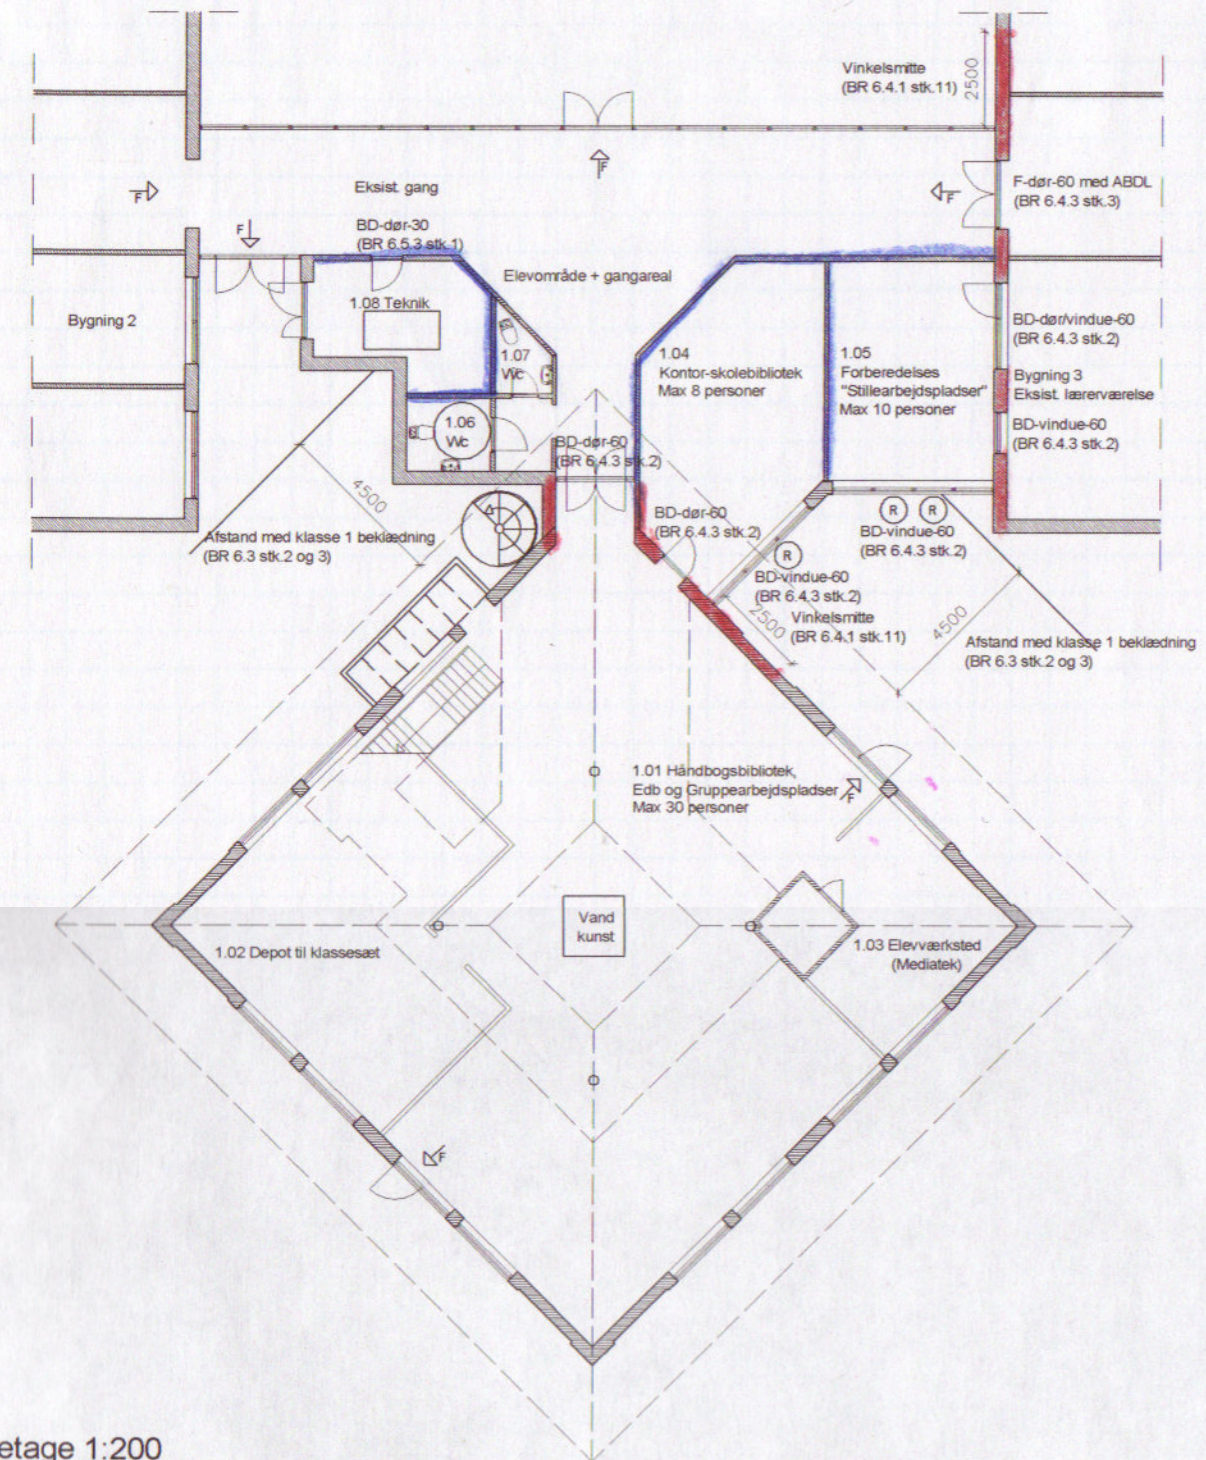 Vinkelsmitte
(BR 6.4.1 stk.11)
2500
F
F
F
Eksist. gang
F-dør-60 med ABDL
(BR 6.4.3 stk.3)
BD-dør-30
(BR 6.5.3 stk.1)
F
Elevområde + gangareal
1.08 Teknik
Bygning 2
BD-dør/vindue-60
(BR 6.4.3 stk.2)
1.07
Wc
1.04
Kontor-skolebibliotek
Max 8 personer
1.05
Forberedelses
"Stillearbejdspladser"
Max 10 personer
Bygning 3
Eksist. lærerværelse
BD-vindue-60
(BR 6.4.3 stk.2)
1.06
Wc
BD-dør-60
(BR 6.4.3 stk.2)
4500
BD-dør-60
(BR 6.4.3 stk.2)
R R
BD-vindue-60
(BR 6.4.3 stk.2)
Afstand med klasse 1 beklædning
(BR 6.3 stk.2 og 3)
R
BD-vindue-60
(BR 6.4.3 stk.2)
2500
Vinkelsmitte
(BR 6.4.1 stk.11)
4500
Afstand med klasse 1 beklædning
(BR 6.3 stk.2 og 3)
1.01 Håndbogsbibliotek,
Edb og Gruppearbejdspladser
Max 30 personer
F
Vand
kunst
1.02 Depot til klassesæt
1.03 Elevværksted
(Mediatek)
F
etage 1:200